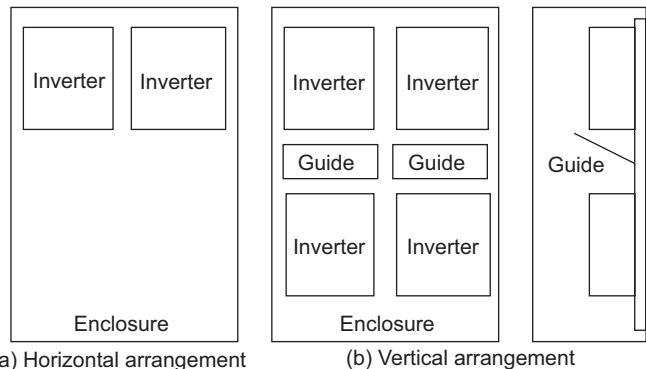 Inverter Inverter
Enclosure
Inverter Inverter
Guide Guide
Inverter Inverter
Enclosure
Guide
a) Horizontal arrangement
(b) Vertical arrangement